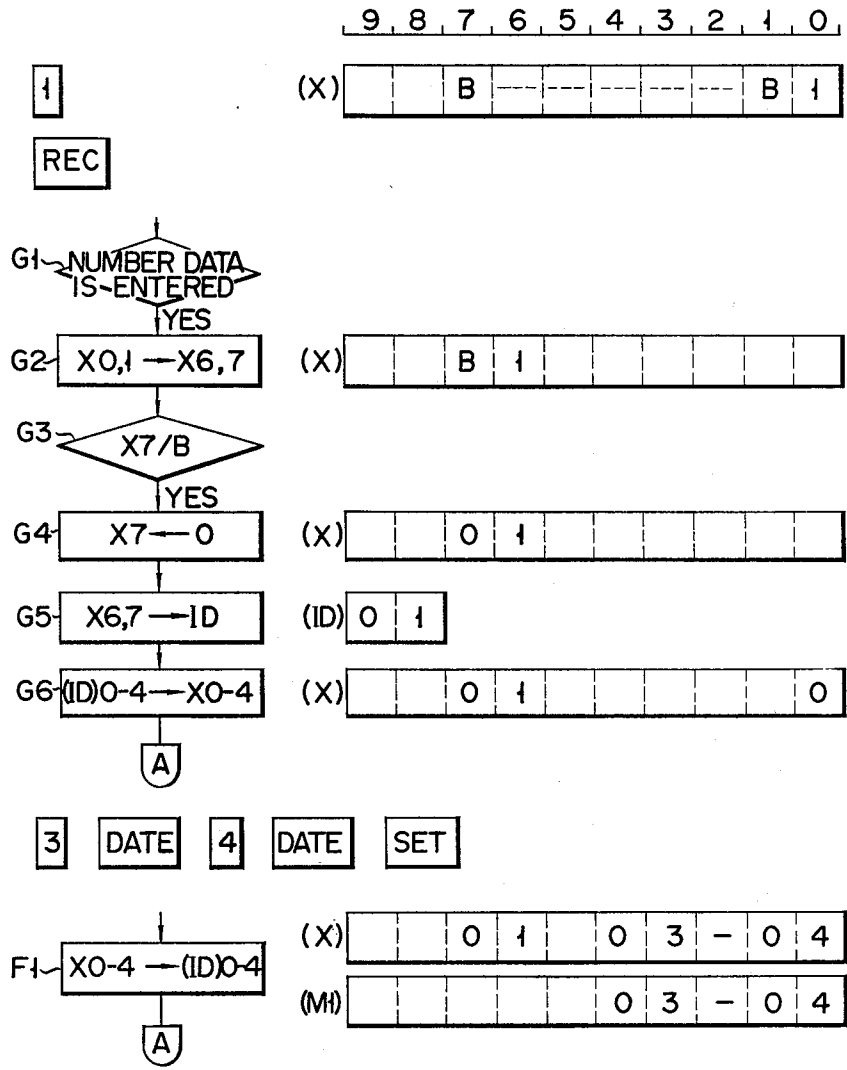 9 8 7 6 5 4 3 2 1 0
1 (X) B ---- ---- ---- ---- ---- B 1
REC
G1 NUMBER DATA
IS ENTERED
YES
G2 X0,1 → X6,7 (X) B 1
G3 X7/B
YES
G4 X7 ← 0 (X) 0 1
G5 X6,7 → ID (ID) 0 1
G6 (ID)0-4 → X0-4 (X) 0 1 0
A
3 DATE 4 DATE SET
(X) 0 1 0 3 - 0 4
F1 X0-4 → (ID)0-4
(M1) 0 3 - 0 4
A